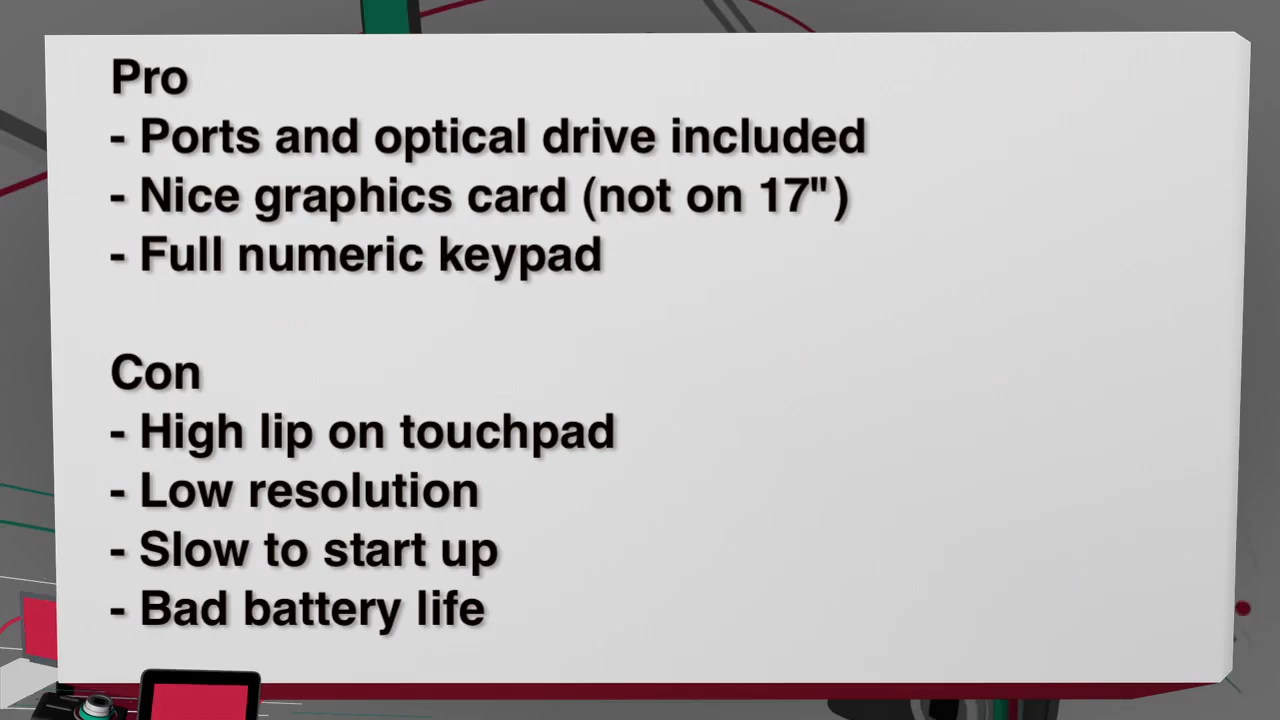 Pro
- Ports and optical drive included
- Nice graphics card (not on 17")
- Full numeric keypad
Con
- High lip on touchpad
- Low resolution
- Slow to start up
- Bad battery life